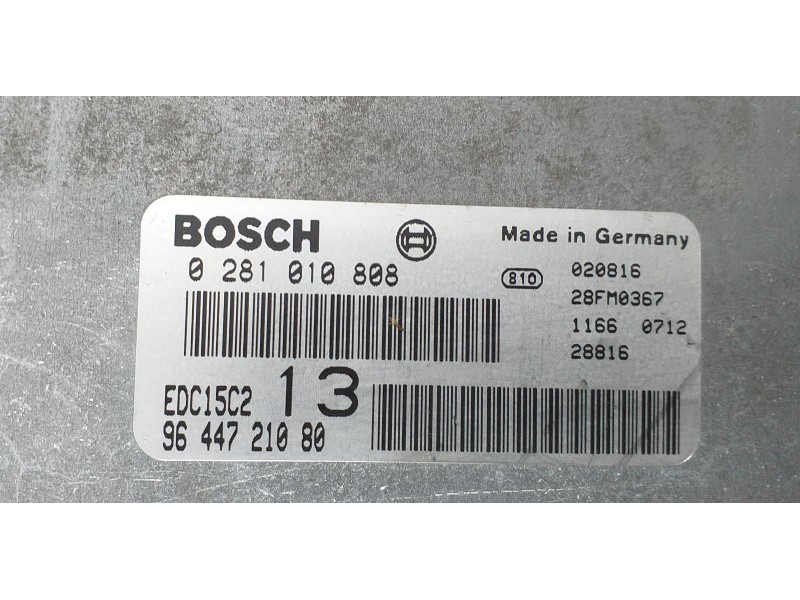 BOSCH
Made in Germany
0 281 010 808
810
020816
28FM0367
1166 0712
28816
EDC15C2 13
96 447 210 80